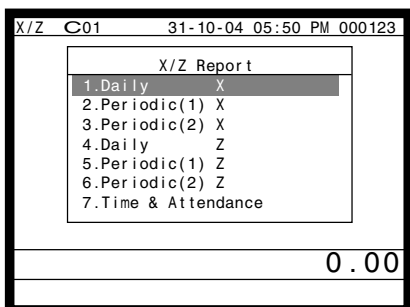 X/Z C01 31-10-04 05:50 PM 000123
X/Z Report
1.Daily X
2.Periodic(1) X
3.Periodic(2) X
4.Daily Z
5.Periodic(1) Z
6.Periodic(2) Z
7.Time & Attendance
0.00